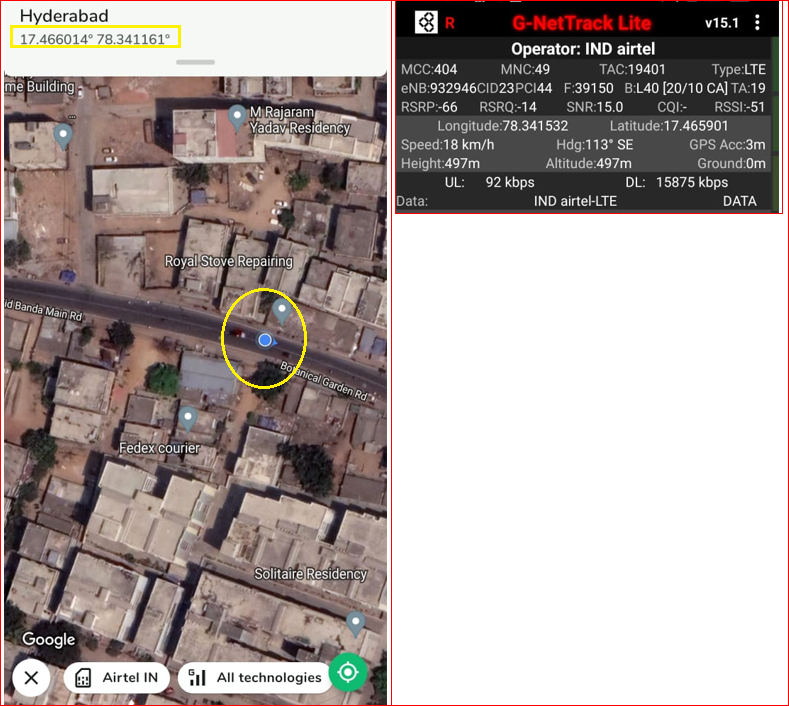 Hyderabad
17.466014° 78.341161°
me Building
M Rajaram
Yadav Residency
Royal Stove Repairing
id Banda Main Rd
Botanical Garden Rd
Fedex courier
Solitaire Residency
Google
Airtel IN
G
All technologies
R
G-NetTrack Lite
v15.1
Operator: IND airtel
MCC:404 MNC:49 TAC:19401 Type:LTE
eNB:932946CID23PCI44 F:39150 B:L40 [20/10 CA] TA:19
RSRP:-66 RSRQ:-14 SNR:15.0 CQI:- RSSI:-51
Longitude:78.341532 Latitude:17.465901
Speed:18 km/h Hdg:113° SE GPS Acc:3m
Height:497m Altitude:497m Ground:0m
UL: 92 kbps DL: 15875 kbps
Data: IND airtel-LTE DATA